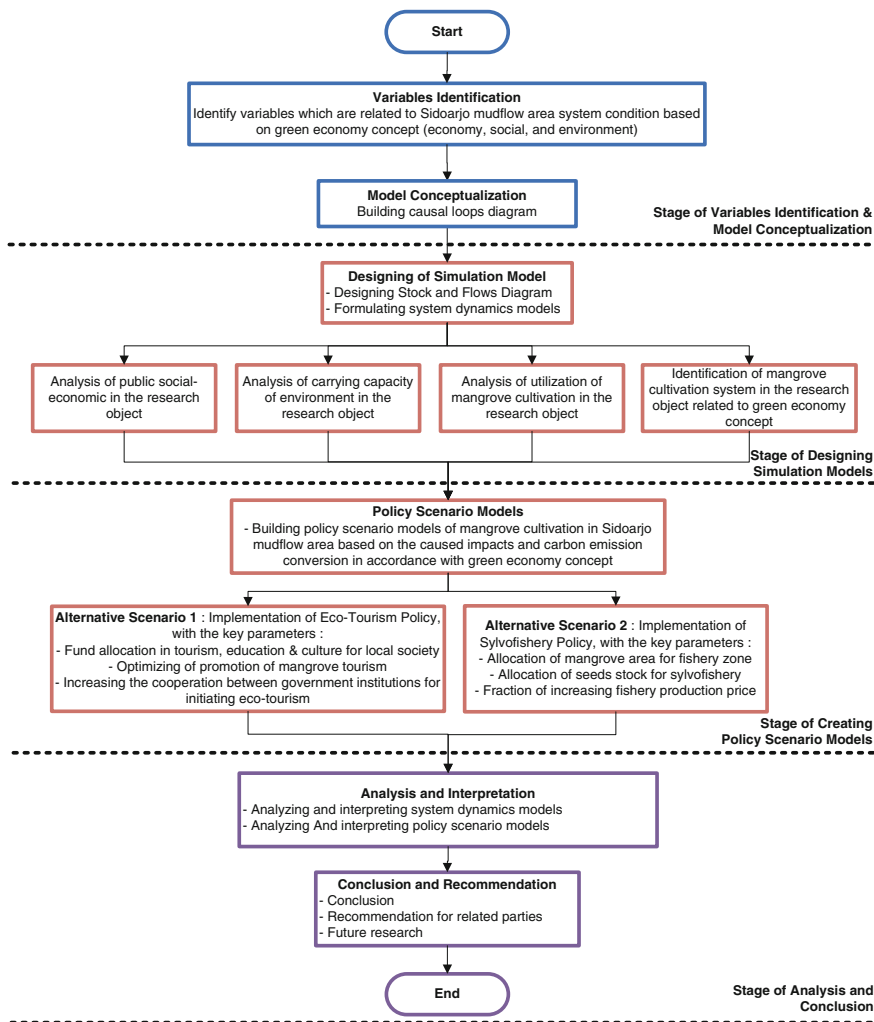 Start
Variables Identification
Identify variables which are related to Sidoarjo mudflow area system condition based
on green economy concept (economy, social, and environment)
Model Conceptualization
Building causal loops diagram
Stage of Variables Identification &
Model Conceptualization
Designing of Simulation Model
- Designing Stock and Flows Diagram
- Formulating system dynamics models
Analysis of public social-
economic in the research
object
Analysis of carrying capacity
of environment in the
research object
Analysis of utilization of
mangrove cultivation in the
research object
Identification of mangrove
cultivation system in the research
object related to green economy
concept
Stage of Designing
Simulation Models
Policy Scenario Models
- Building policy scenario models of mangrove cultivation in Sidoarjo
mudflow area based on the caused impacts and carbon emission
conversion in accordance with green economy concept
Alternative Scenario 1 : Implementation of Eco-Tourism Policy,
with the key parameters :
- Fund allocation in tourism, education & culture for local society
- Optimizing of promotion of mangrove tourism
- Increasing the cooperation between government institutions for
initiating eco-tourism
Alternative Scenario 2 : Implementation of
Sylvofishery Policy, with the key parameters :
- Allocation of mangrove area for fishery zone
- Allocation of seeds stock for sylvofishery
- Fraction of increasing fishery production price
Stage of Creating
Policy Scenario Models
Analysis and Interpretation
- Analyzing and interpreting system dynamics models
- Analyzing And interpreting policy scenario models
Conclusion and Recommendation
- Conclusion
- Recommendation for related parties
- Future research
End
Stage of Analysis and
Conclusion